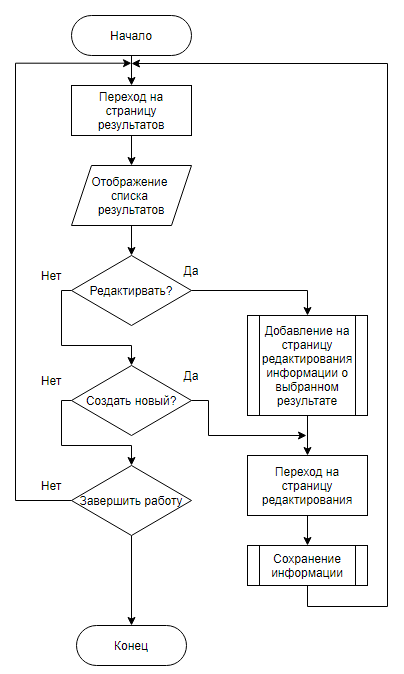 Начало
Переход на
страницу
результатов
Отображение
списка
результатов
Нет
Да
Редактирвать?
Добавление на
страницу
редактирования
информации о
выбранном
результате
Нет
Да
Создать новый?
Переход на
страницу
редактирования
Нет
Завершить работу
Сохранение
информации
Конец